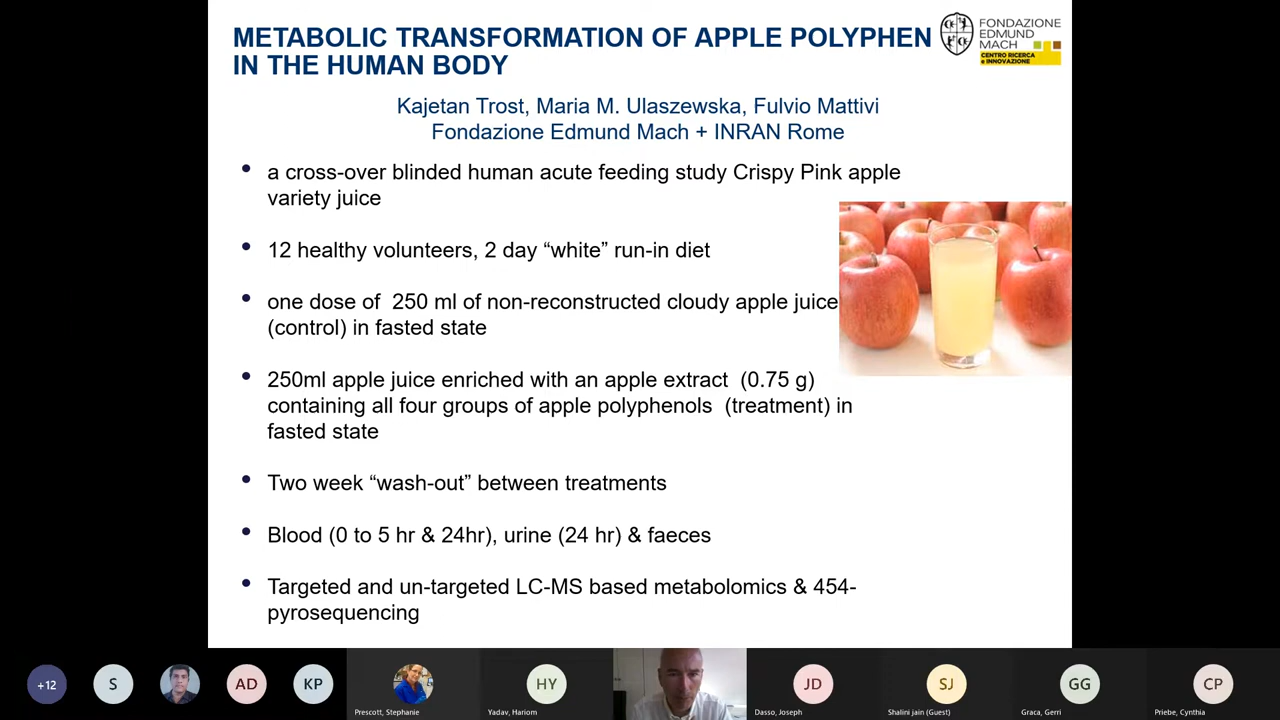 METABOLIC TRANSFORMATION OF APPLE POLYPHEN
IN THE HUMAN BODY
FONDAZIONE
EDMUND
MACH
CENTRO RICERCA
e INNOVAZIONE
Kajetan Trost, Maria M. Ulaszewska, Fulvio Mattivi
Fondazione Edmund Mach + INRAN Rome
• a cross-over blinded human acute feeding study Crispy Pink apple
variety juice
• 12 healthy volunteers, 2 day “white” run-in diet
• one dose of 250 ml of non-reconstructed cloudy apple juice
(control) in fasted state
• 250ml apple juice enriched with an apple extract (0.75 g)
containing all four groups of apple polyphenols (treatment) in
fasted state
• Two week “wash-out” between treatments
• Blood (0 to 5 hr & 24hr), urine (24 hr) & faeces
• Targeted and un-targeted LC-MS based metabolomics & 454-
pyrosequencing
+12
S
AD
KP
Prescott, Stephanie
HY
Yadav, Hariom
JD
Dasso, Joseph
SJ
Shalini jain (Guest)
GG
Graca, Gerri
CP
Priebe, Cynthia